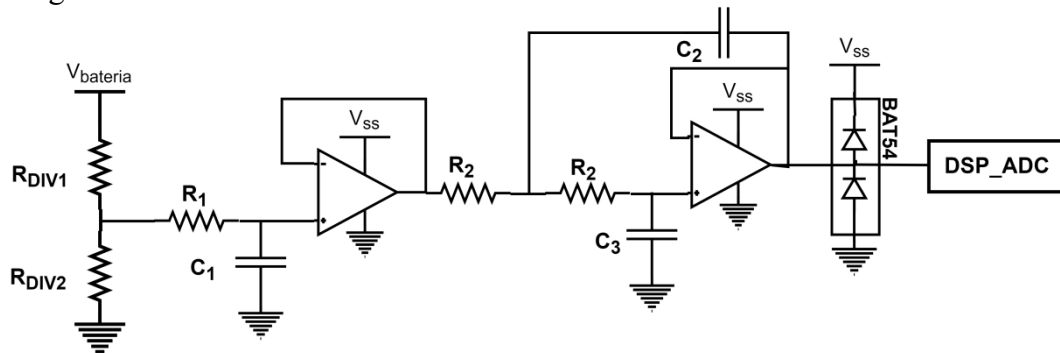 V_bateria
R_DIV1
R_DIV2
R_1
C_1
-
+
V_ss
R_2
C_2
R_2
C_3
-
+
V_ss
V_ss
BAT54
DSP_ADC